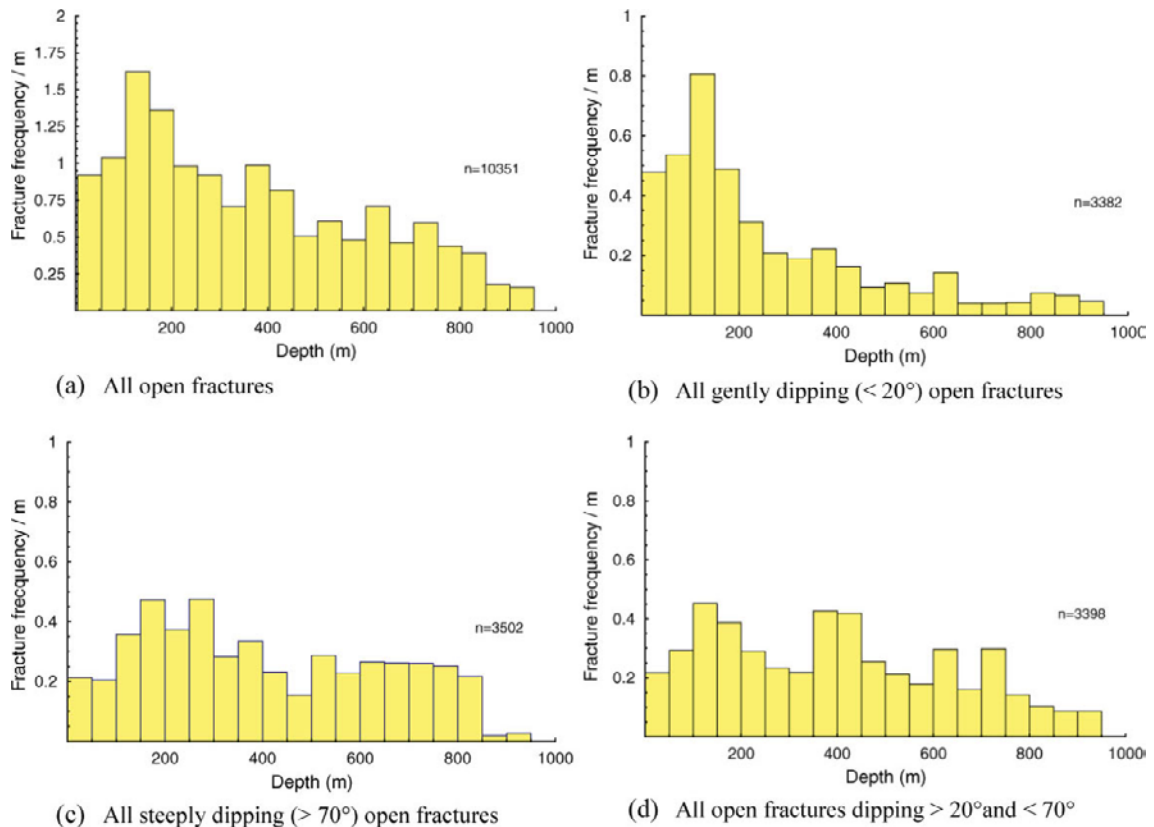 2
1.75
1.5
1.25
1
0.75
0.5
0.25
Fracture frecquency / m
n=10351
200 400 600 800 1000
Depth (m)
(a) All open fractures
1
0.8
0.6
0.4
0.2
Fracture frecquency / m
n=3382
200 400 600 800 100C
Depth (m)
(b) All gently dipping (< 20°) open fractures
1
0.8
0.6
0.4
0.2
Fracture frecquency / m
n=3502
200 400 600 800 1000
Depth (m)
(c) All steeply dipping (> 70°) open fractures
1
0.8
0.6
0.4
0.2
Fracture frecquency / m
n=3398
200 400 600 800 1000
Depth (m)
(d) All open fractures dipping > 20°and < 70°